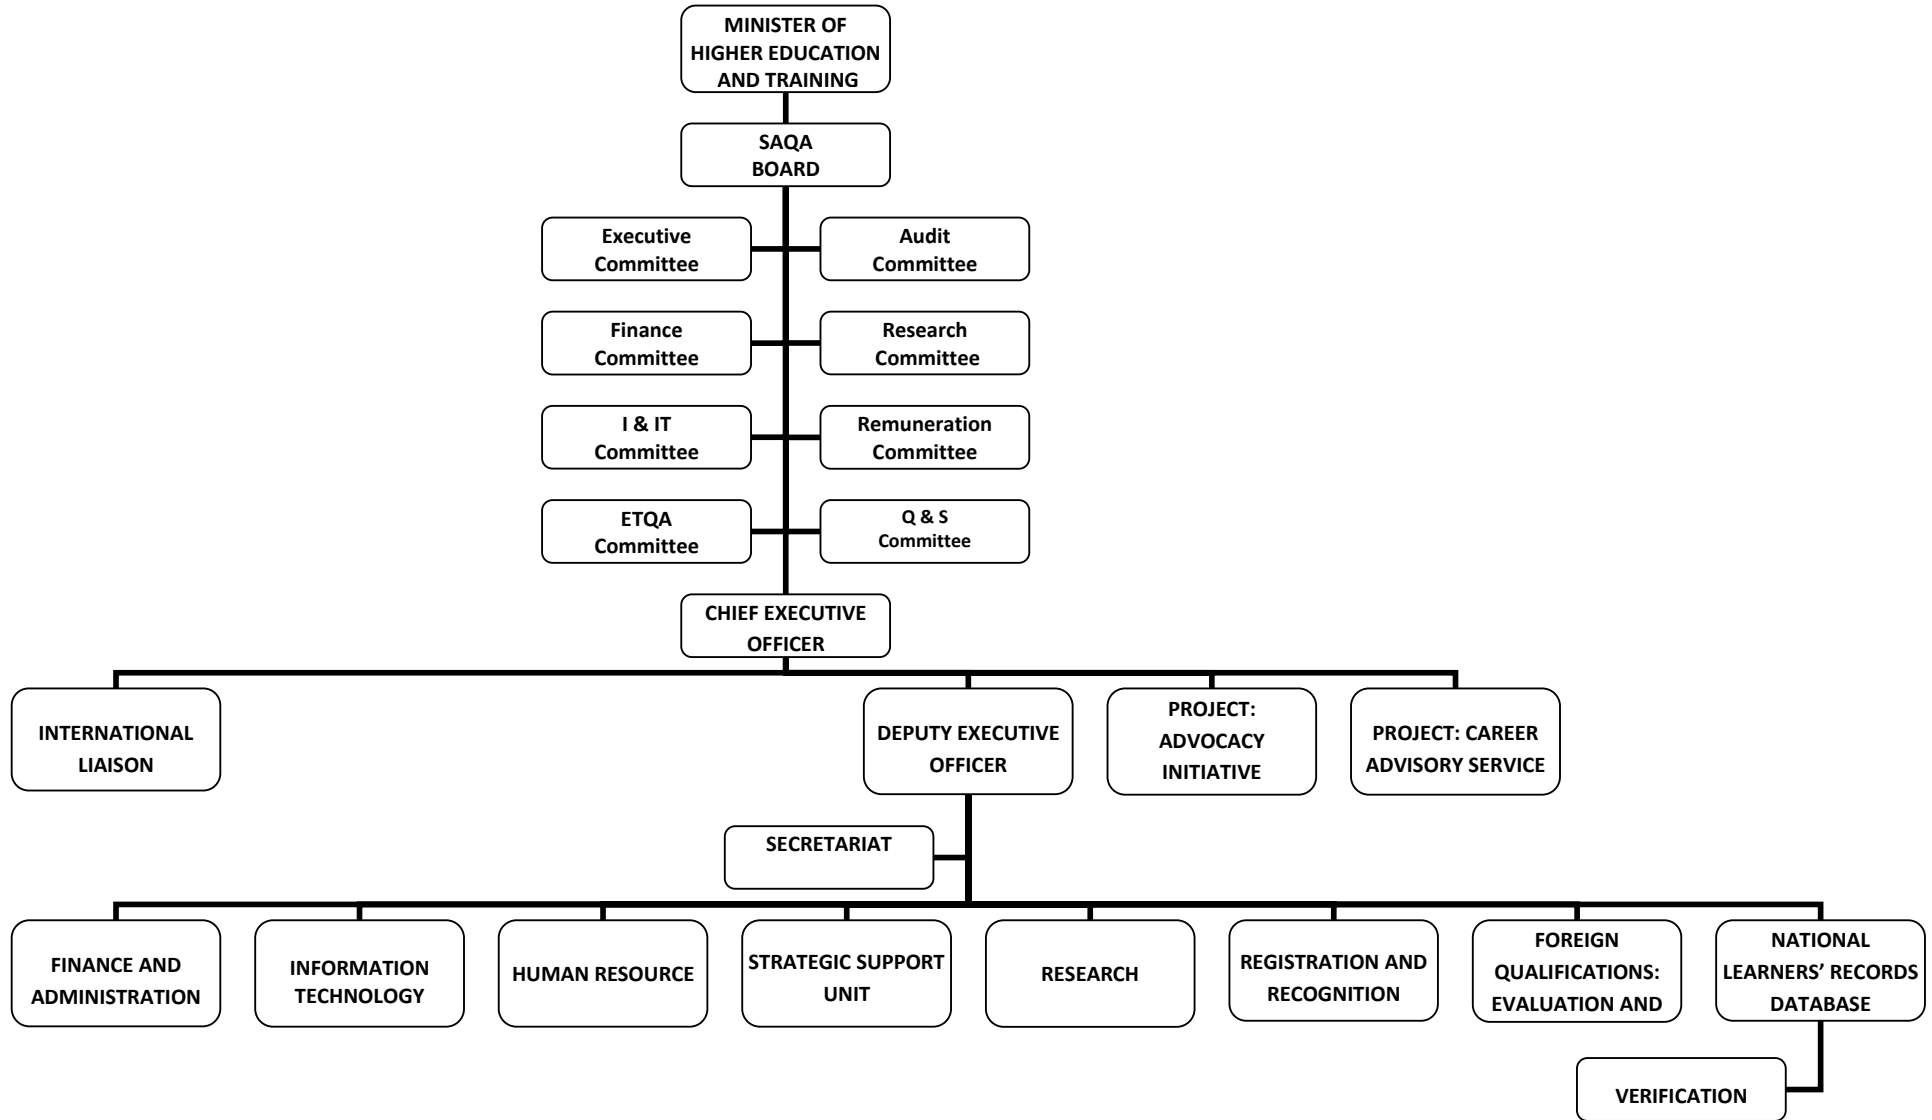 MINISTER OF
HIGHER EDUCATION
AND TRAINING
SAQA
BOARD
Executive
Committee
Audit
Committee
Finance
Committee
Research
Committee
I & IT
Committee
Remuneration
Committee
ETQA
Committee
Q & S
Committee
CHIEF EXECUTIVE
OFFICER
INTERNATIONAL
LIAISON
DEPUTY EXECUTIVE
OFFICER
PROJECT:
ADVOCACY
INITIATIVE
PROJECT: CAREER
ADVISORY SERVICE
SECRETARIAT
FINANCE AND
ADMINISTRATION
INFORMATION
TECHNOLOGY
HUMAN RESOURCE
STRATEGIC SUPPORT
UNIT
RESEARCH
REGISTRATION AND
RECOGNITION
FOREIGN
QUALIFICATIONS:
EVALUATION AND
NATIONAL
LEARNERS’ RECORDS
DATABASE
VERIFICATION